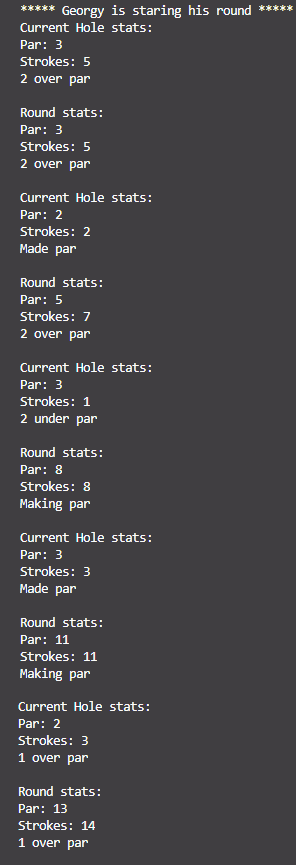 ***** Georgy is staring his round *****
Current Hole stats:
Par: 3
Strokes: 5
2 over par
Round stats:
Par: 3
Strokes: 5
2 over par
Current Hole stats:
Par: 2
Strokes: 2
Made par
Round stats:
Par: 5
Strokes: 7
2 over par
Current Hole stats:
Par: 3
Strokes: 1
2 under par
Round stats:
Par: 8
Strokes: 8
Making par
Current Hole stats:
Par: 3
Strokes: 3
Made par
Round stats:
Par: 11
Strokes: 11
Making par
Current Hole stats:
Par: 2
Strokes: 3
1 over par
Round stats:
Par: 13
Strokes: 14
1 over par